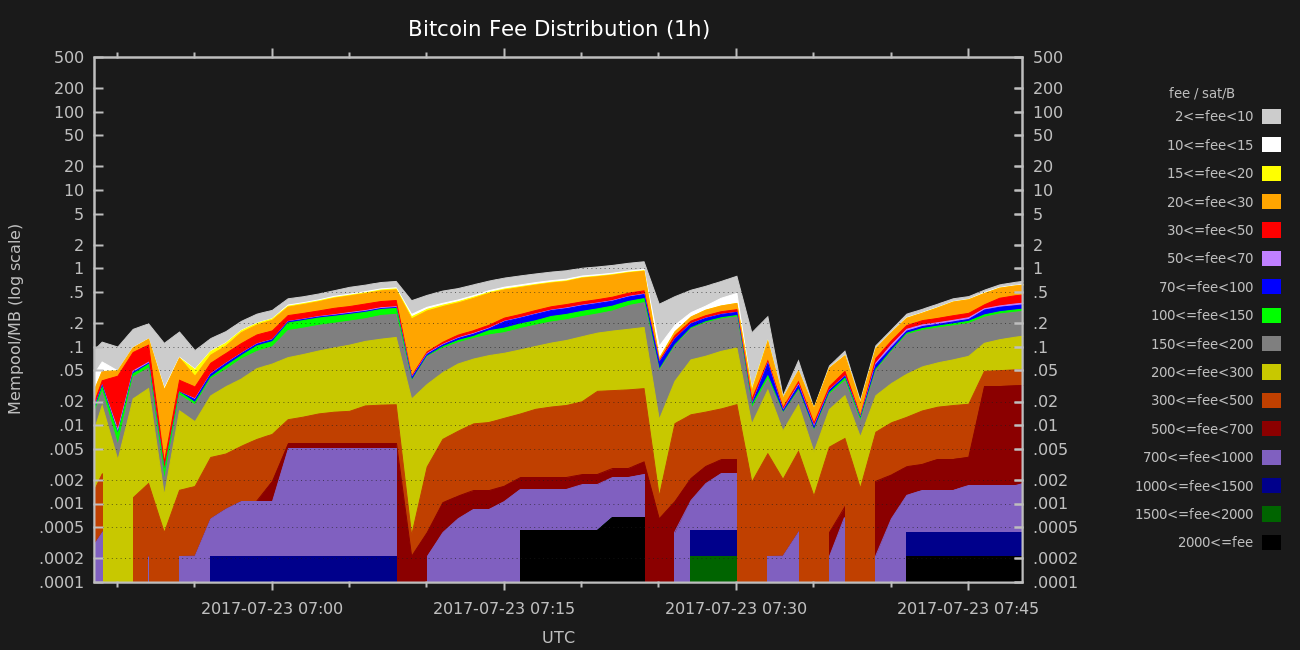 Bitcoin Fee Distribution (1h)
Mempool/MB (log scale)
500
200
100
50
20
10
5
2
1
.5
.2
.1
.05
.02
.01
.005
.002
.001
.0005
.0002
.0001
500
200
100
50
20
10
5
2
1
.5
.2
.1
.05
.02
.01
.005
.002
.001
.0005
.0002
.0001
2017-07-23 07:00
2017-07-23 07:15
2017-07-23 07:30
2017-07-23 07:45
UTC
fee / sat/B
2<=fee<10
10<=fee<15
15<=fee<20
20<=fee<30
30<=fee<50
50<=fee<70
70<=fee<100
100<=fee<150
150<=fee<200
200<=fee<300
300<=fee<500
500<=fee<700
700<=fee<1000
1000<=fee<1500
1500<=fee<2000
2000<=fee